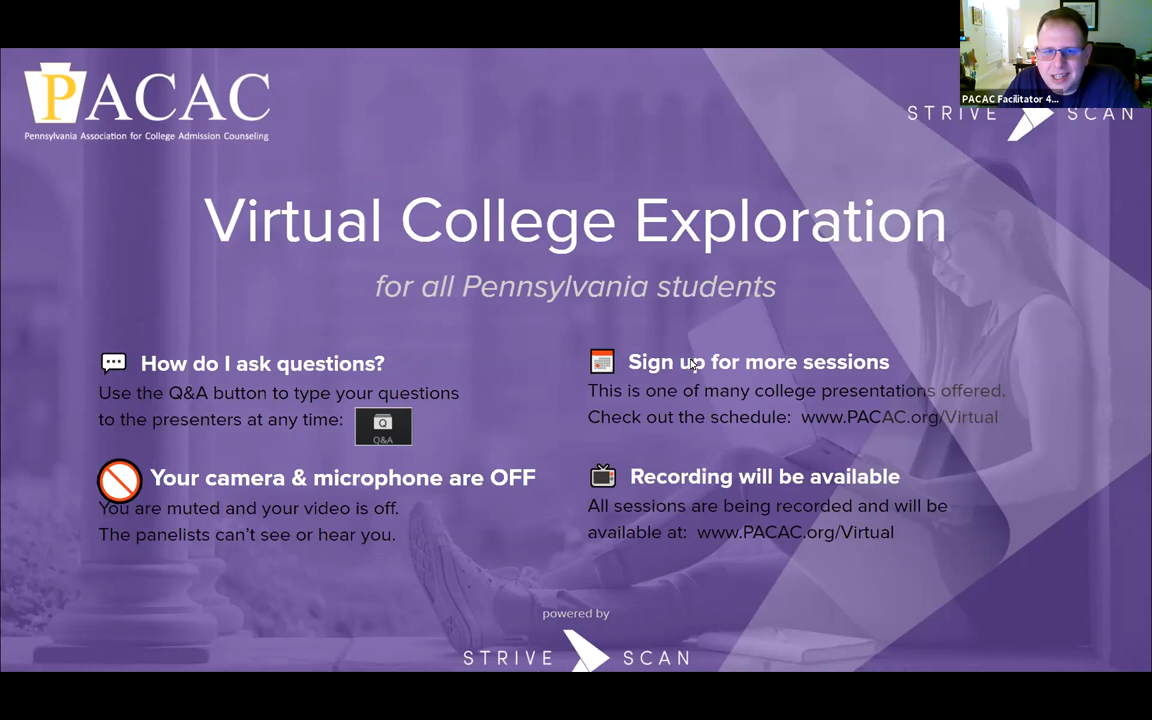 PACAC
Pennsylvania Association for College Admission Counseling
PACAC Facilitator 4...
STRIVE SCAN
Virtual College Exploration
for all Pennsylvania students
How do I ask questions?
Use the Q&A button to type your questions
to the presenters at any time:
Q
Q&A
Your camera & microphone are OFF
You are muted and your video is off.
The panelists can’t see or hear you.
Sign up for more sessions
This is one of many college presentations offered.
Check out the schedule: www.PACAC.org/Virtual
Recording will be available
All sessions are being recorded and will be
available at: www.PACAC.org/Virtual
powered by
STRIVE SCAN